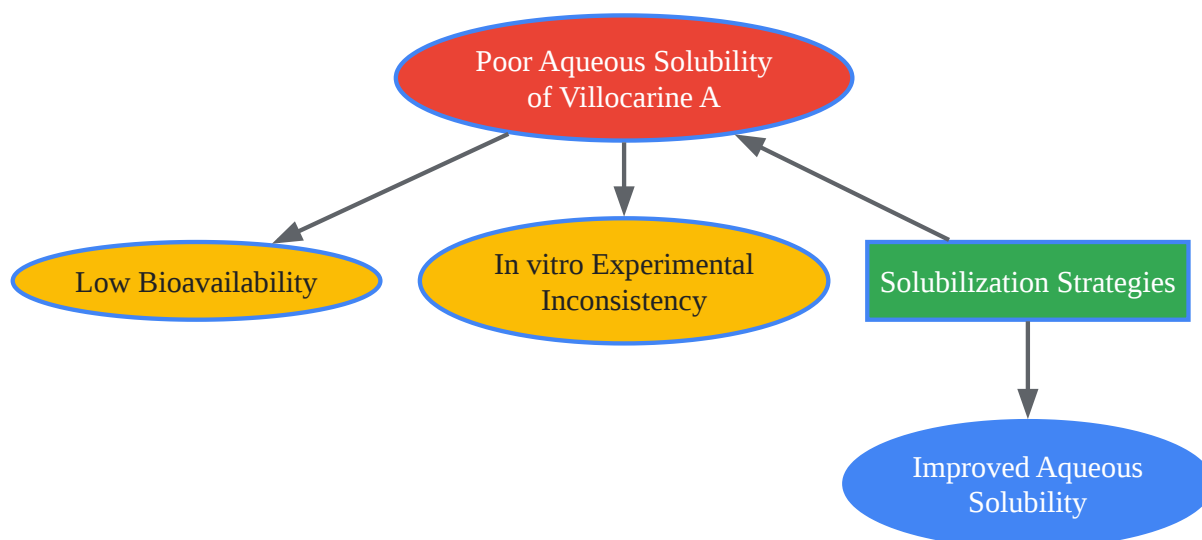 Poor Aqueous Solubility
of Villocarine A
Low Bioavailability
In vitro Experimental
Inconsistency
Solubilization Strategies
Improved Aqueous
Solubility